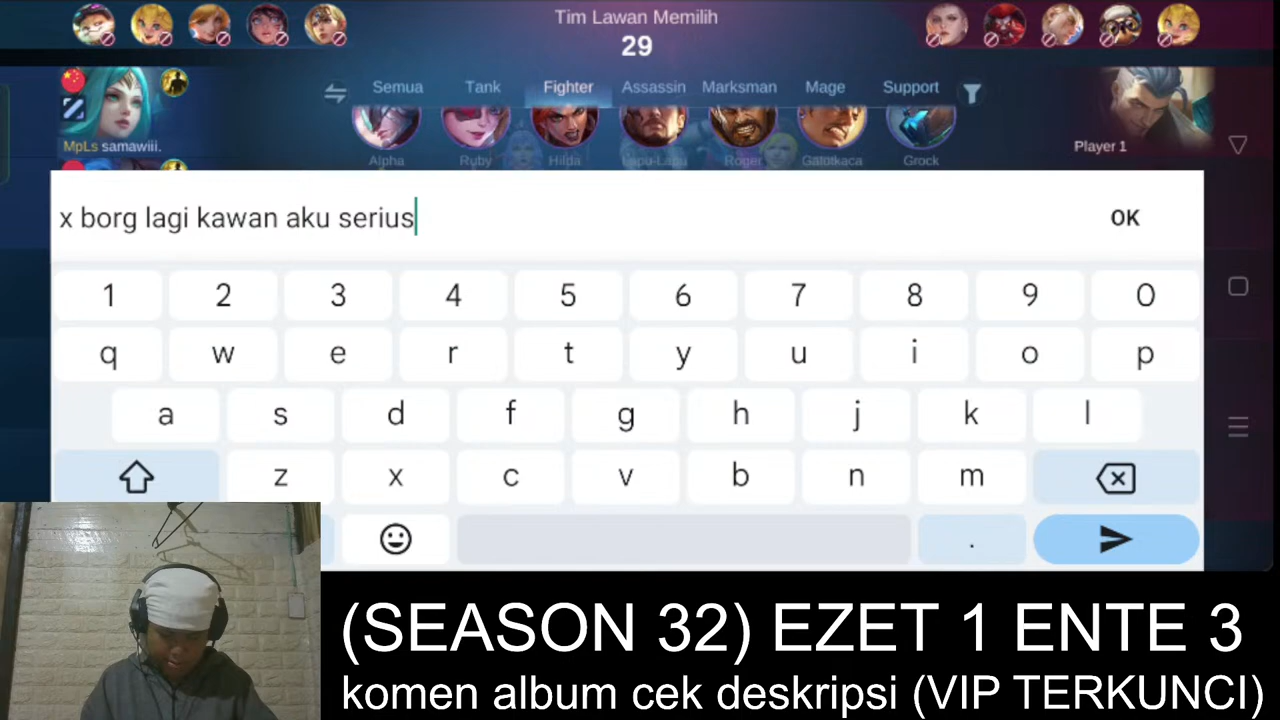 Tim Lawan Memilih
29
Semua Tank Fighter Assassin Marksman Mage Support
MpLs samawiii.
Alpha Ruby Hilda Lapu-Lapu Roger Gatotkaca Grock
Player 1
x borg lagi kawan aku serius
OK
1 2 3 4 5 6 7 8 9 0
q w e r t y u i o p
a s d f g h j k l
z x c v b n m
.
(SEASON 32) EZET 1 ENTE 3
komen album cek deskripsi (VIP TERKUNCI)